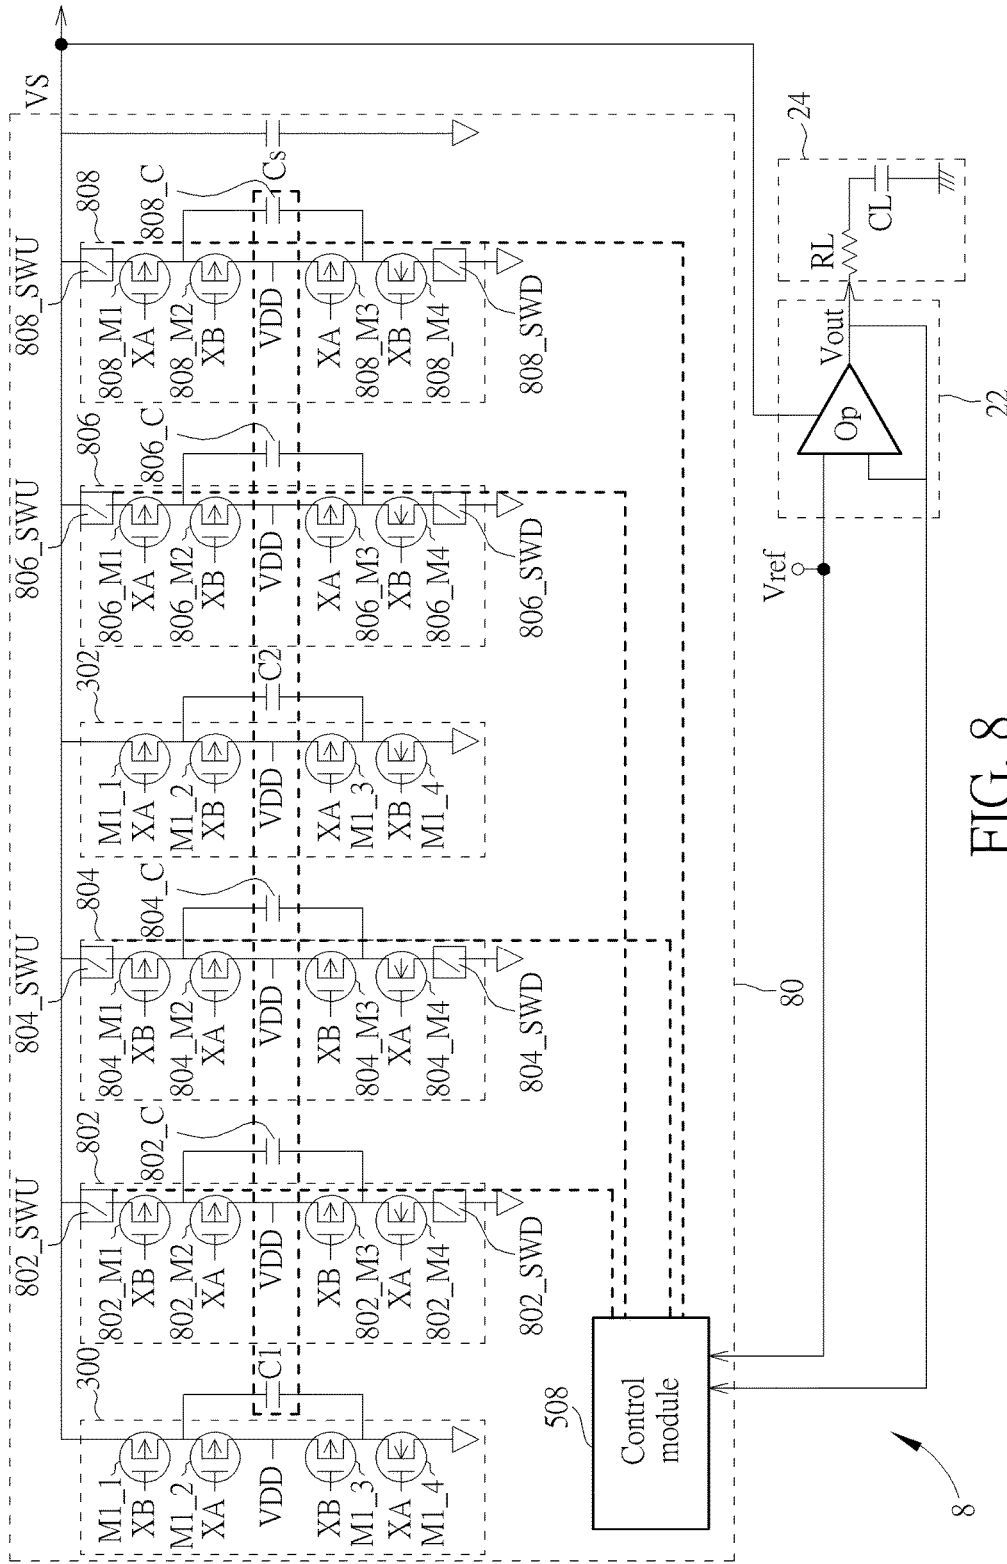 VS
808_SWU
808
808_C
Cs
808_M1
XA
808_M2
XB
VDD
XA
808_M3
XB
808_M4
808_SWD
806_SWU
806
806_C
806_M1
XA
806_M2
XB
VDD
XA
806_M3
XB
806_M4
806_SWD
302
C2
M1_1
XA
M1_2
XB
VDD
XA
M1_3
XB
M1_4
804_SWU
804
804_C
804_M1
XB
804_M2
XA
VDD
XB
804_M3
XA
804_M4
804_SWD
802_SWU
802
802_C
802_M1
XB
802_M2
XA
VDD
XB
802_M3
XA
802_M4
802_SWD
300
C1
M1_1
XB
M1_2
XA
VDD
XB
M1_3
XA
M1_4
508
Control
module
80
24
RL
CL
Vout
Op
22
Vref
8
FIG. 8